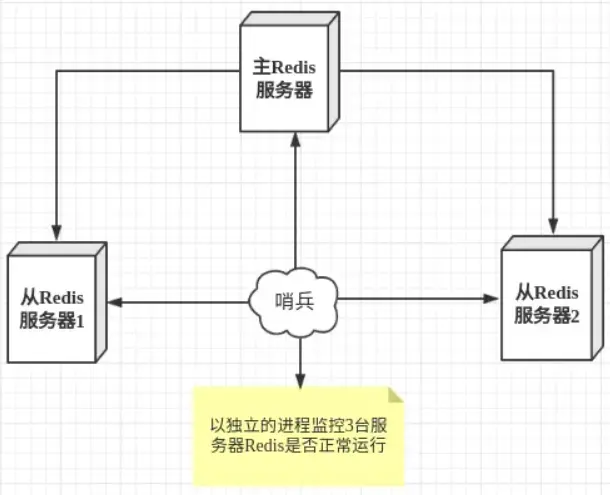 主Redis
服务器
从Redis
服务器1
哨兵
从Redis
服务器2
以独立的进程监控3台服
务器Redis是否正常运行